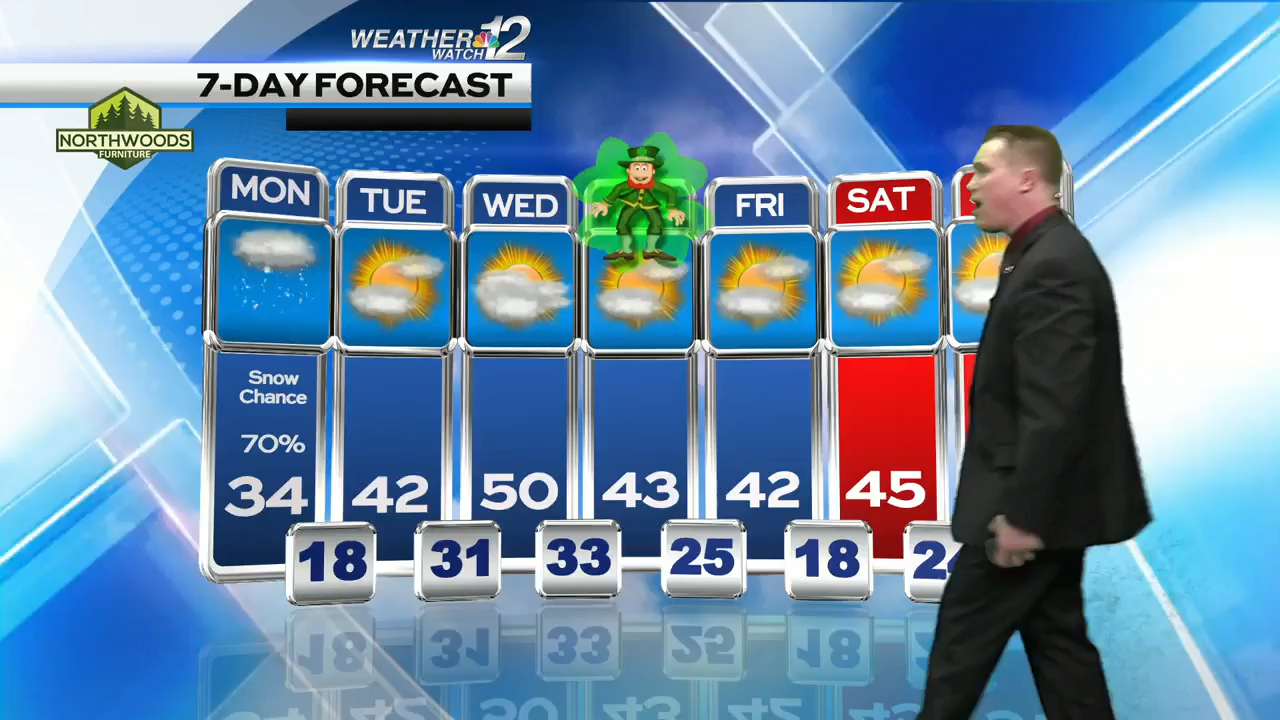 WEATHER 12
WATCH
7-DAY FORECAST
NORTHWOODS
FURNITURE
MON
TUE
WED
FRI
SAT
Snow
Chance
70%
34
42
50
43
42
45
18
31
33
25
18